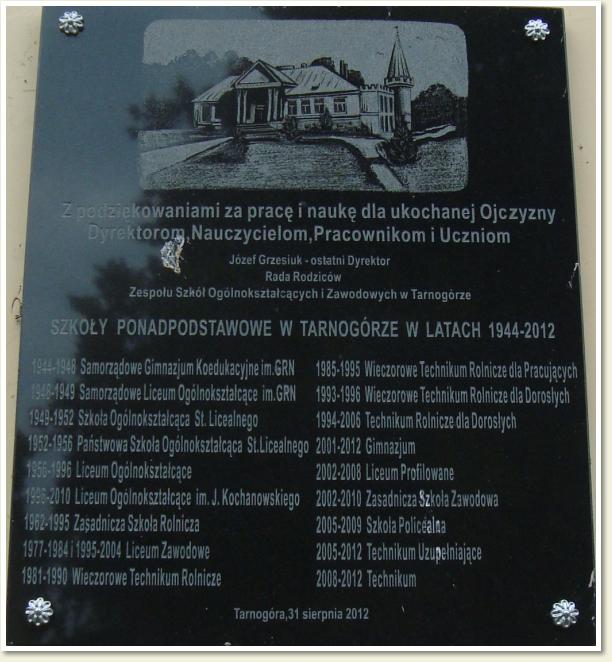 Z podziękowaniami za pracę i naukę dla ukochanej Ojczyzny
Dyrektorom,Nauczycielom,Pracownikom i Uczniom
Józef Grzesiuk - ostatni Dyrektor
Rada Rodziców
Zespołu Szkół Ogólnokształcących i Zawodowych w Tarnogórze
SZKOŁY PONADPODSTAWOWE W TARNOGÓRZE W LATACH 1944-2012
1944-1948 Samorządowe Gimnazjum Koedukacyjne im.GRN
1948-1949 Samorządowe Liceum Ogólnokształcące im.GRN
1949-1952 Szkoła Ogólnokształcąca St. Licealnego
1952-1956 Państwowa Szkoła Ogólnokształcąca St.Licealnego
1956-1996 Liceum Ogólnokształcące
1996-2010 Liceum Ogólnokształcące im. J. Kochanowskiego
1962-1995 Zasadnicza Szkoła Rolnicza
1977-1984 i 1995-2004 Liceum Zawodowe
1981-1990 Wieczorowe Technikum Rolnicze
1985-1995 Wieczorowe Technikum Rolnicze dla Pracujących
1993-1996 Wieczorowe Technikum Rolnicze dla Dorosłych
1994-2006 Technikum Rolnicze dla Dorosłych
2001-2012 Gimnazjum
2002-2008 Liceum Profilowane
2002-2010 Zasadnicza Szkoła Zawodowa
2005-2009 Szkoła Policealna
2005-2012 Technikum Uzupełniające
2008-2012 Technikum
Tarnogóra,31 sierpnia 2012